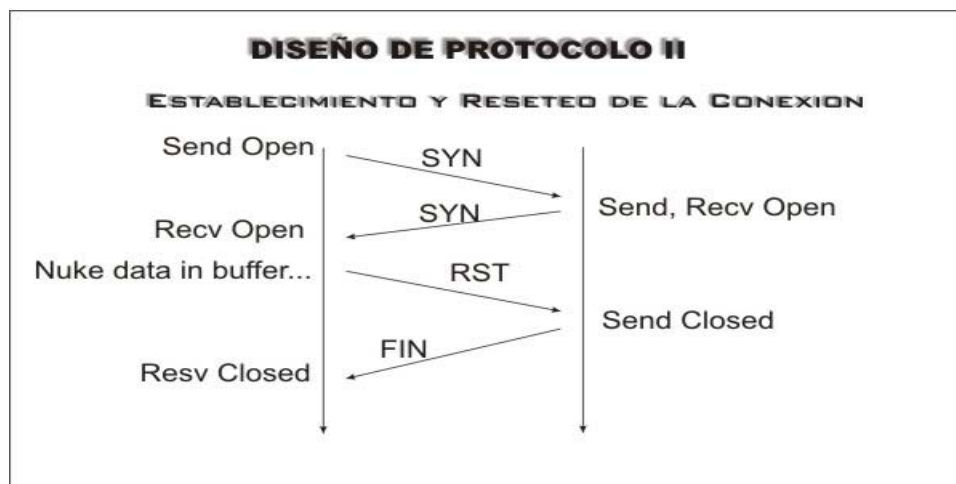 DISEÑO DE PROTOCOLO II
ESTABLECIMIENTO Y RESETEO DE LA CONEXION
Send Open
SYN
Send, Recv Open
SYN
Recv Open
Nuke data in buffer...
RST
Send Closed
FIN
Resv Closed